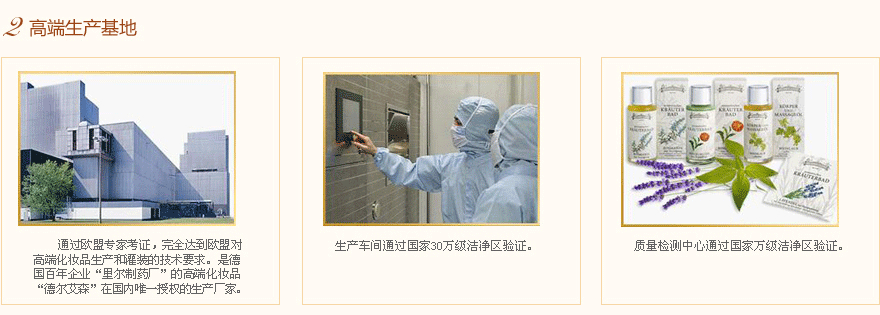 2 高端生产基地
通过欧盟专家考证，完全达到欧盟对
高端化妆品生产和罐装的技术要求。是德
国百年企业“里尔制药厂”的高端化妆品
“德尔艾森”在国内唯一授权的生产厂家。
生产车间通过国家30万级洁净区验证。
质量检测中心通过国家万级洁净区验证。
KRÄUTER
BAD
KÖRPER
MASSAGEÖL
KRÄUTERBAD